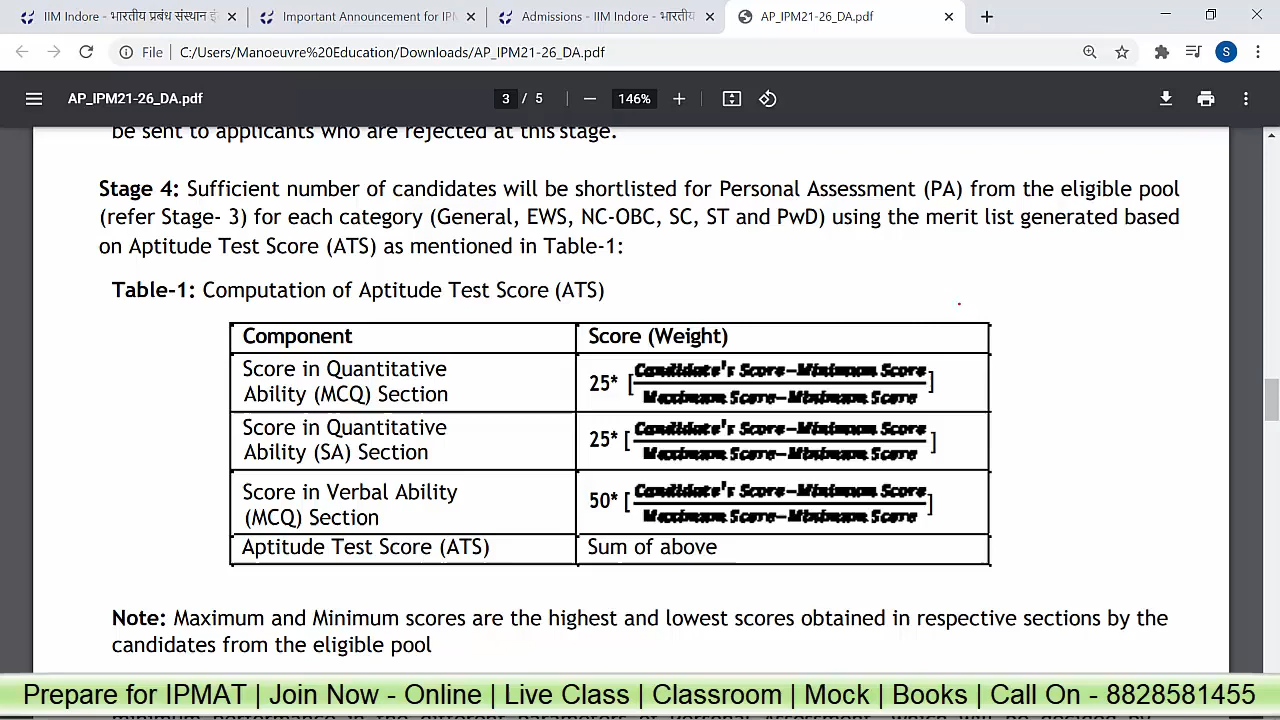 IIM Indore - भारतीय प्रबंध संस्थान इं
Important Announcement for IPM
Admissions - IIM Indore - भारतीय
AP_IPM21-26_DA.pdf
File | C:/Users/Manoeuvre%20Education/Downloads/AP_IPM21-26_DA.pdf
S
AP_IPM21-26_DA.pdf
3 / 5
146%
be sent to applicants who are rejected at this stage.
Stage 4: Sufficient number of candidates will be shortlisted for Personal Assessment (PA) from the eligible pool
(refer Stage- 3) for each category (General, EWS, NC-OBC, SC, ST and PwD) using the merit list generated based
on Aptitude Test Score (ATS) as mentioned in Table-1:
Table-1: Computation of Aptitude Test Score (ATS)
Component Score (Weight)
Score in Quantitative
Ability (MCQ) Section
25* [Candidate's Score-Minimum Score
Maximum Score-Minimum Score]
Score in Quantitative
Ability (SA) Section
25* [Candidate's Score-Minimum Score
Maximum Score-Minimum Score]
Score in Verbal Ability
(MCQ) Section
50* [Candidate's Score-Minimum Score
Maximum Score-Minimum Score]
Aptitude Test Score (ATS) Sum of above
Note: Maximum and Minimum scores are the highest and lowest scores obtained in respective sections by the
candidates from the eligible pool
Prepare for IPMAT | Join Now - Online | Live Class | Classroom | Mock | Books | Call On - 8828581455